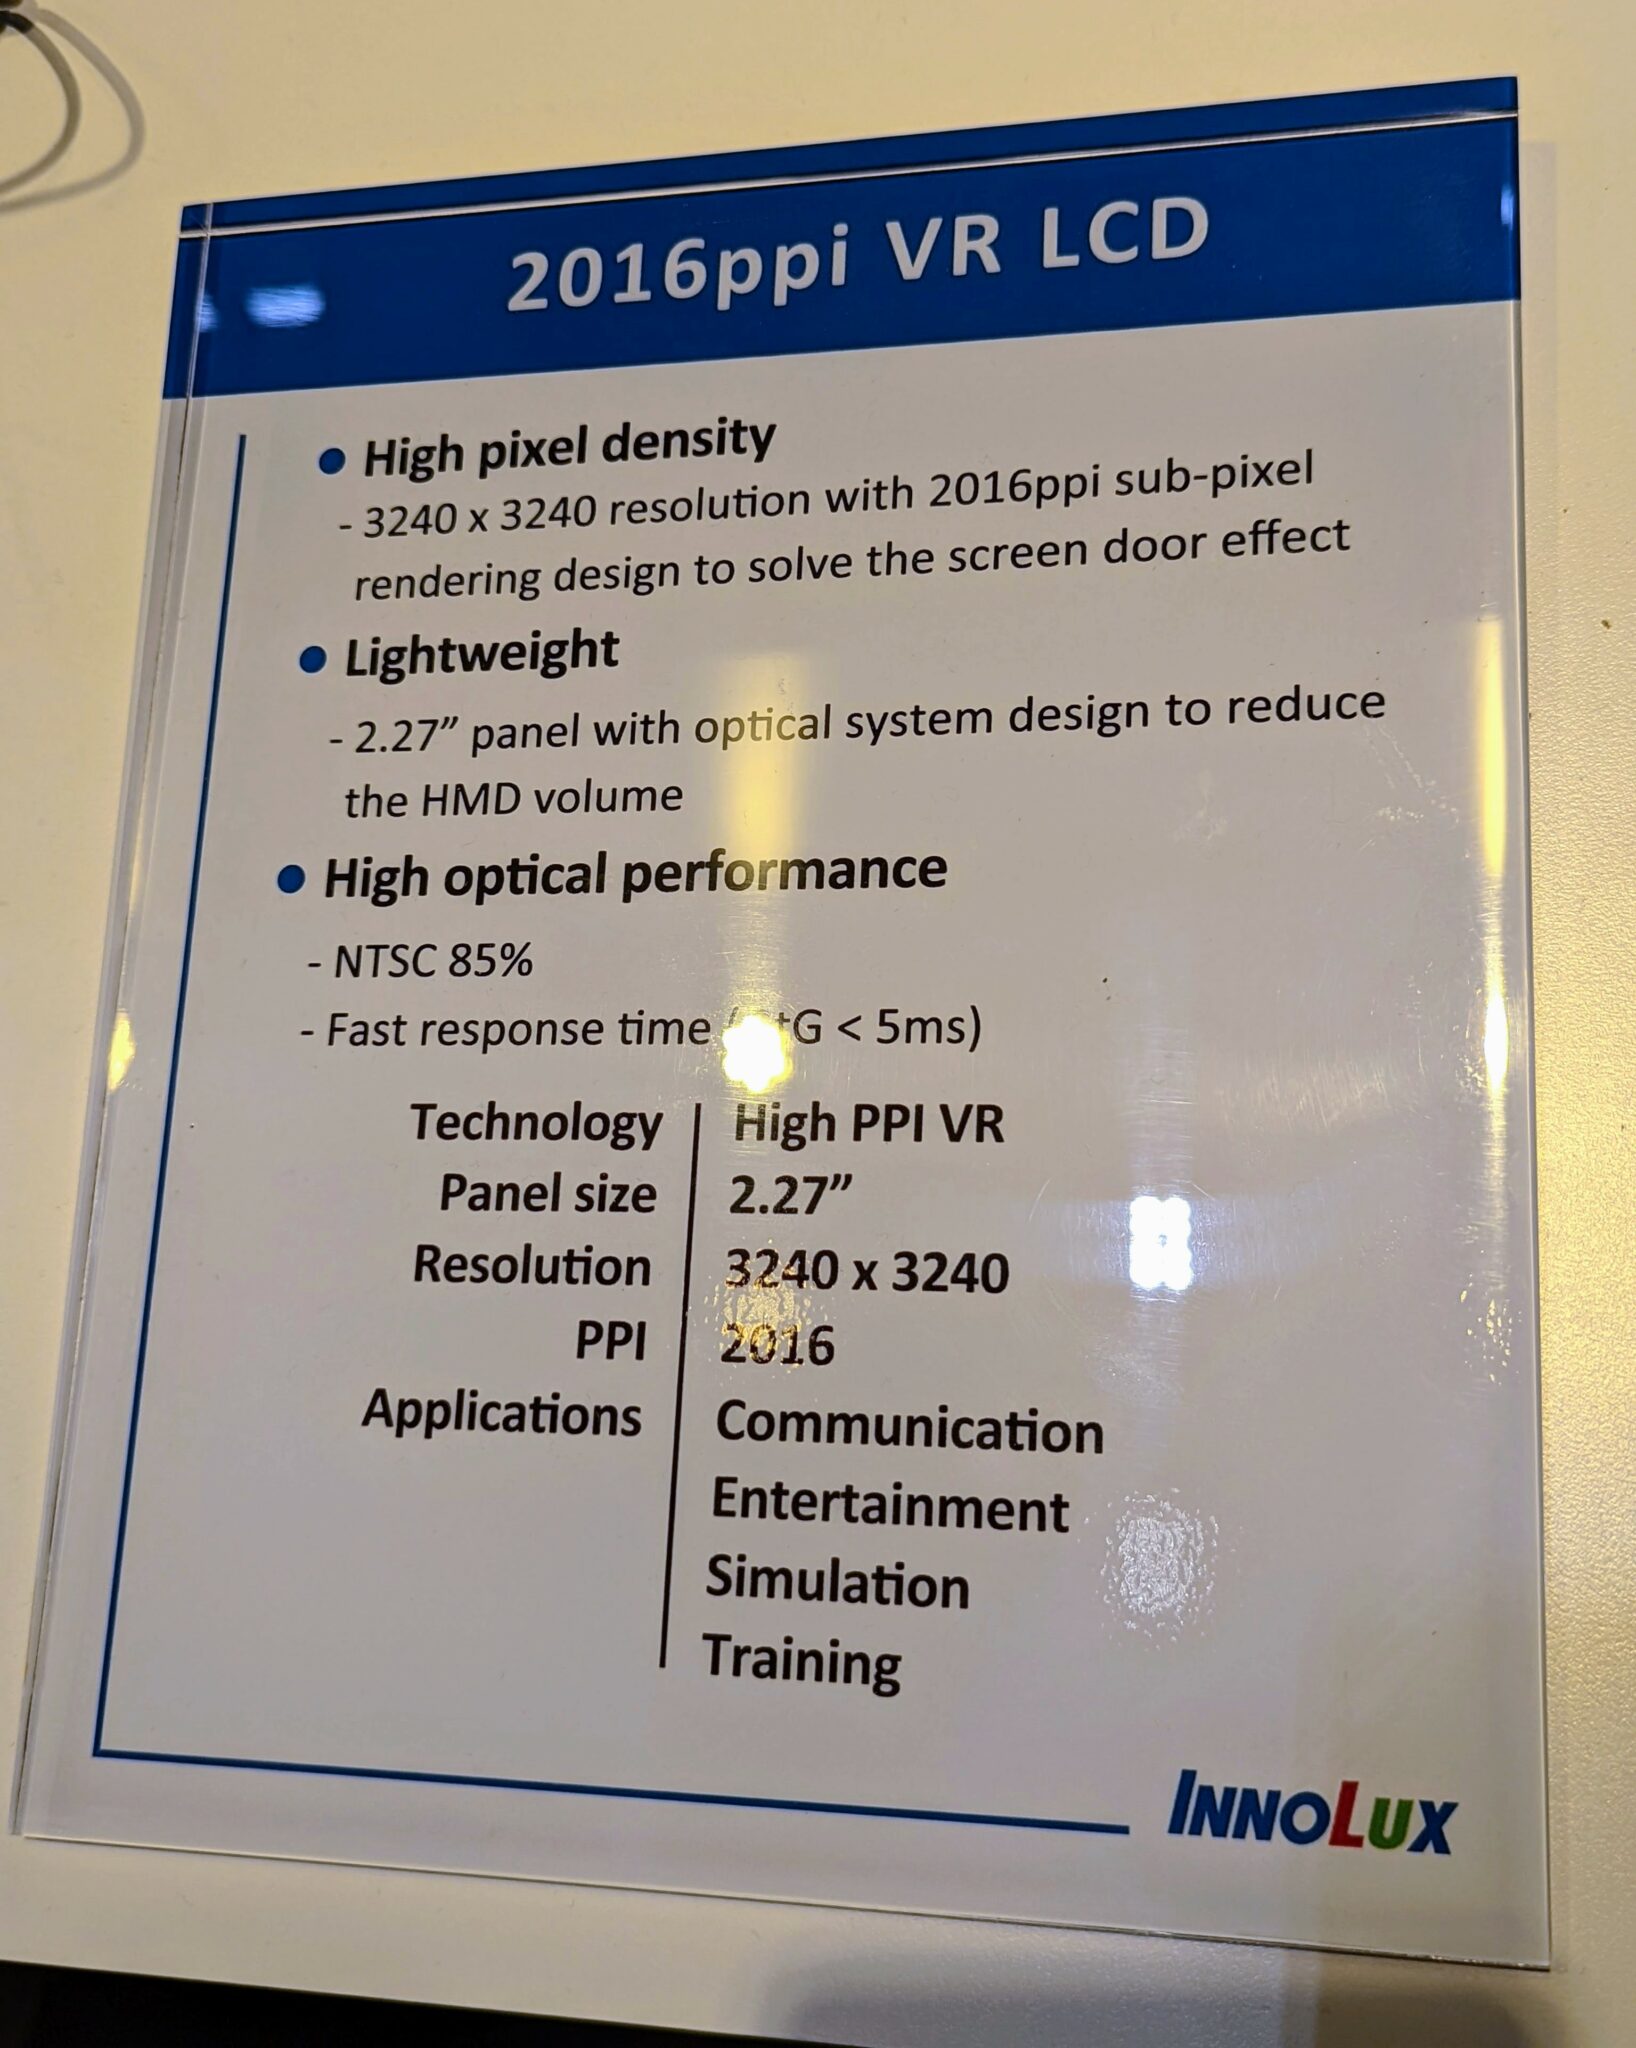 2016ppi VR LCD
● High pixel density
- 3240 x 3240 resolution with 2016ppi sub-pixel
rendering design to solve the screen door effect
● Lightweight
- 2.27” panel with optical system design to reduce
the HMD volume
● High optical performance
- NTSC 85%
- Fast response time < 5ms)
Technology High PPI VR
Panel size 2.27”
Resolution 3240 x 3240
PPI 2016
Applications Communication
Entertainment
Simulation
Training
INNOLUX